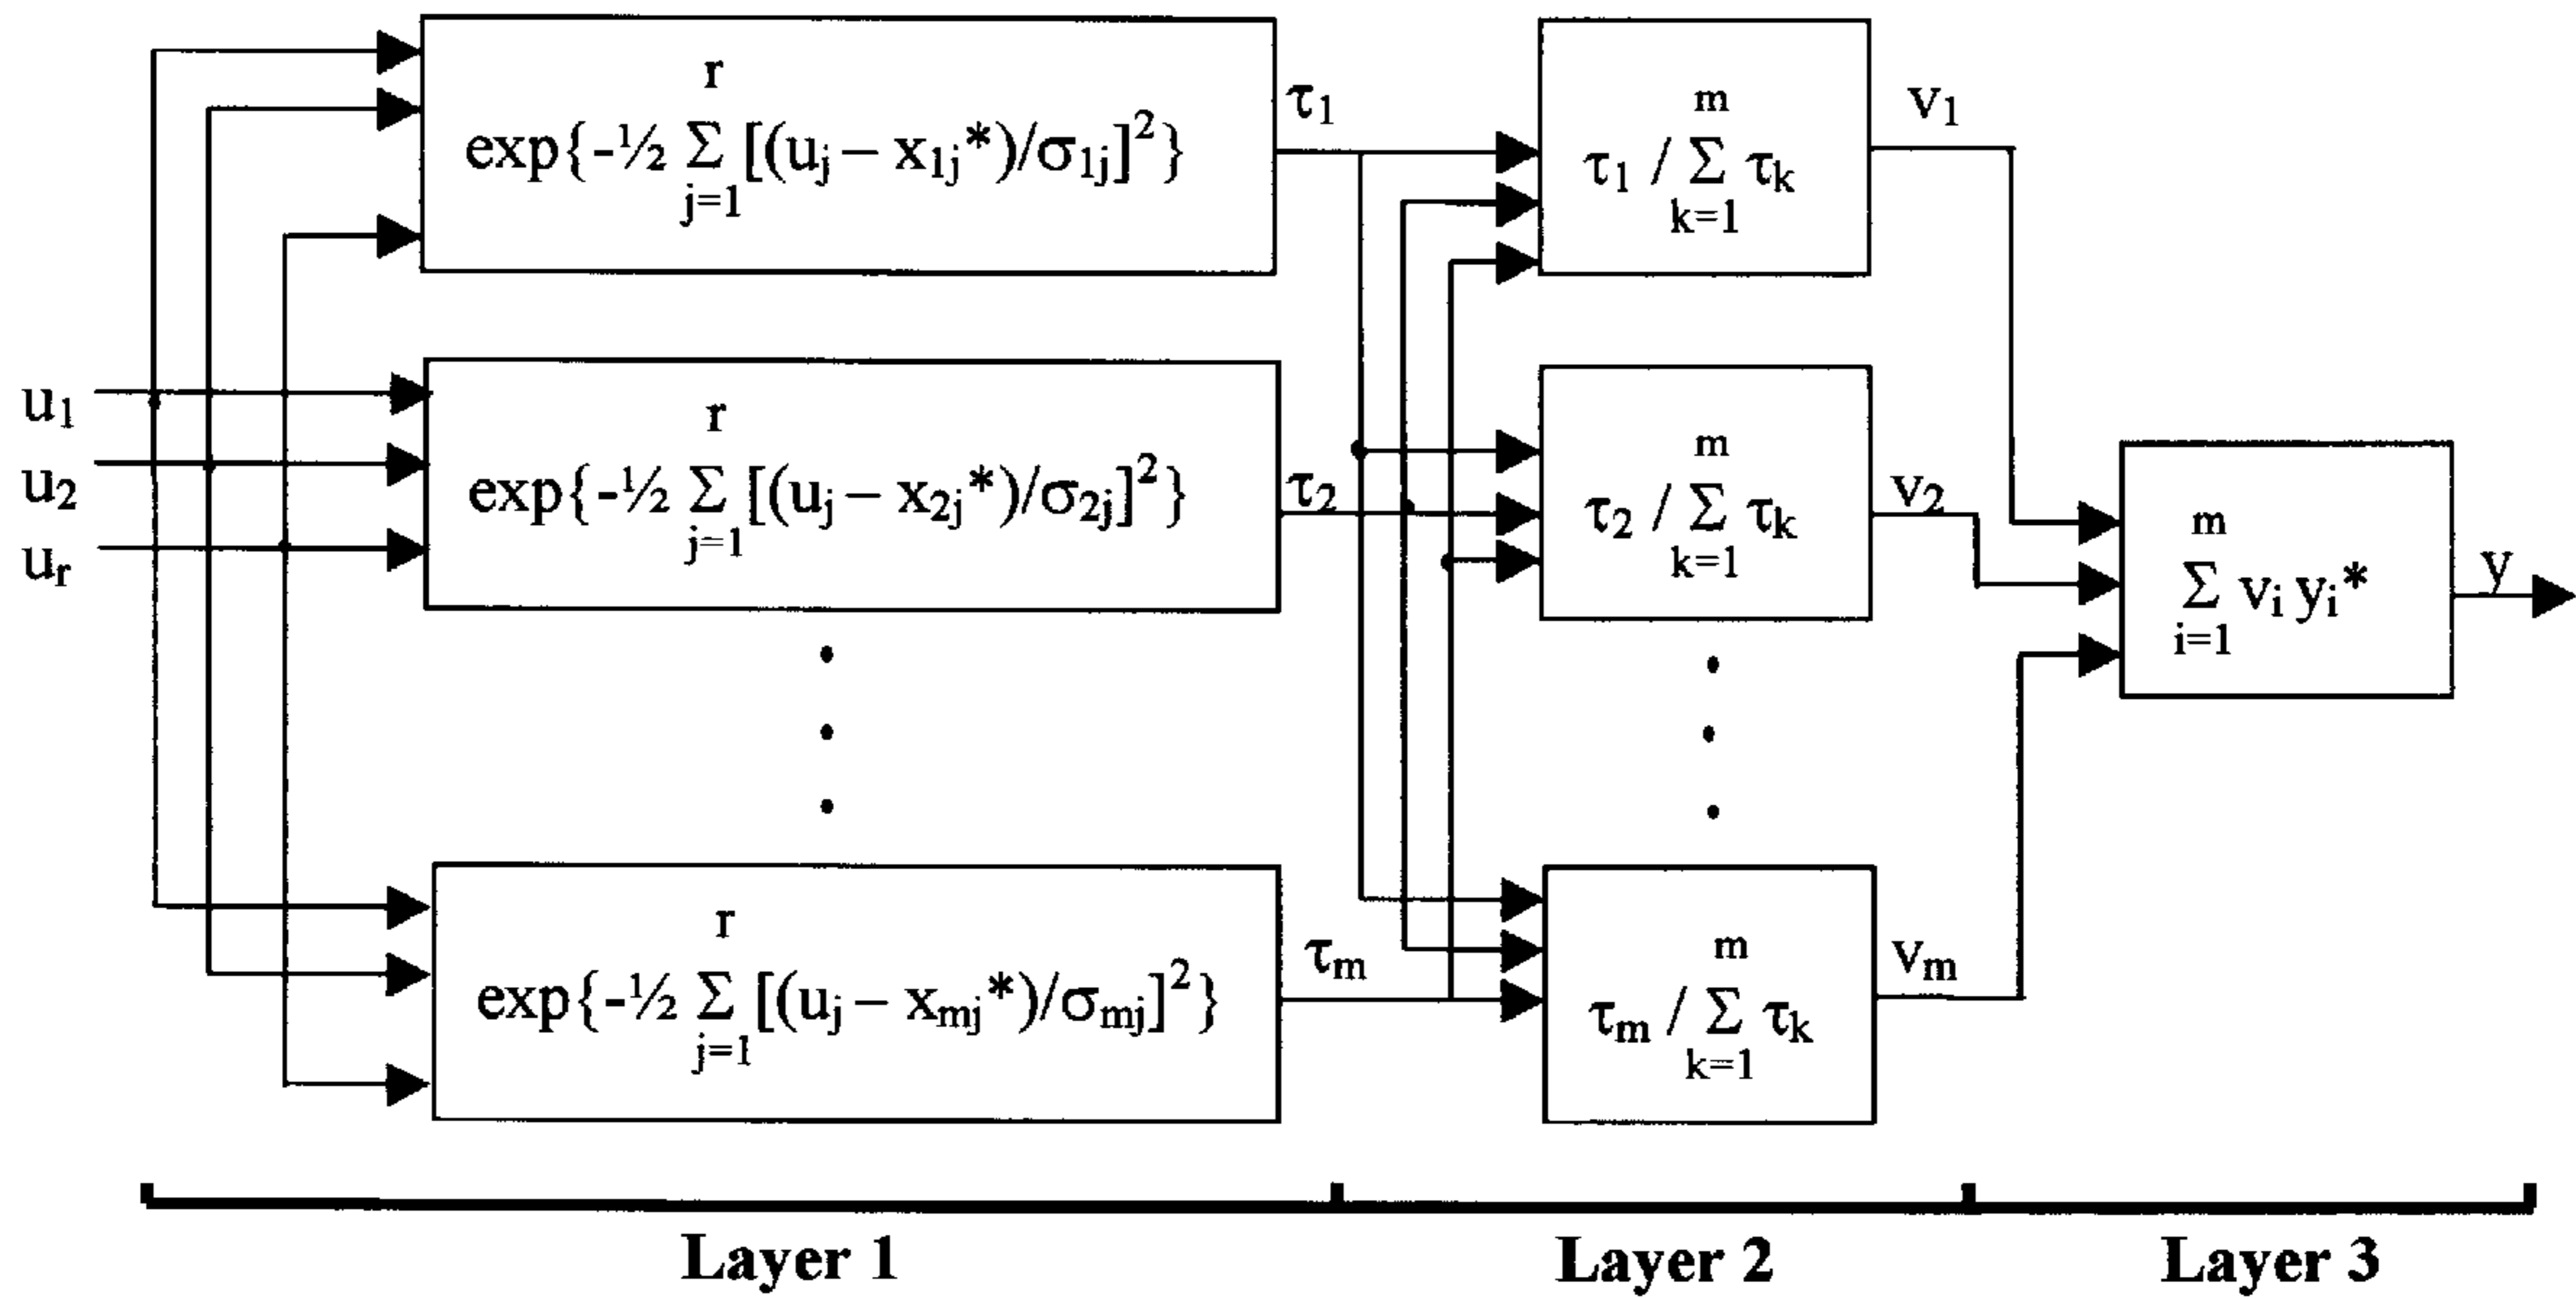 r
exp{-½ Σ [(uj – x1j*)/σ1j]²}
j=1
τ1
m
τ1 / Σ τk
k=1
v1
u1
u2
ur
r
exp{-½ Σ [(uj – x2j*)/σ2j]²}
j=1
τ2
m
τ2 / Σ τk
k=1
v2
m
Σ vi yi*
i=1
y
r
exp{-½ Σ [(uj – xmj*)/σmj]²}
j=1
τm
m
τm / Σ τk
k=1
vm
Layer 1
Layer 2
Layer 3